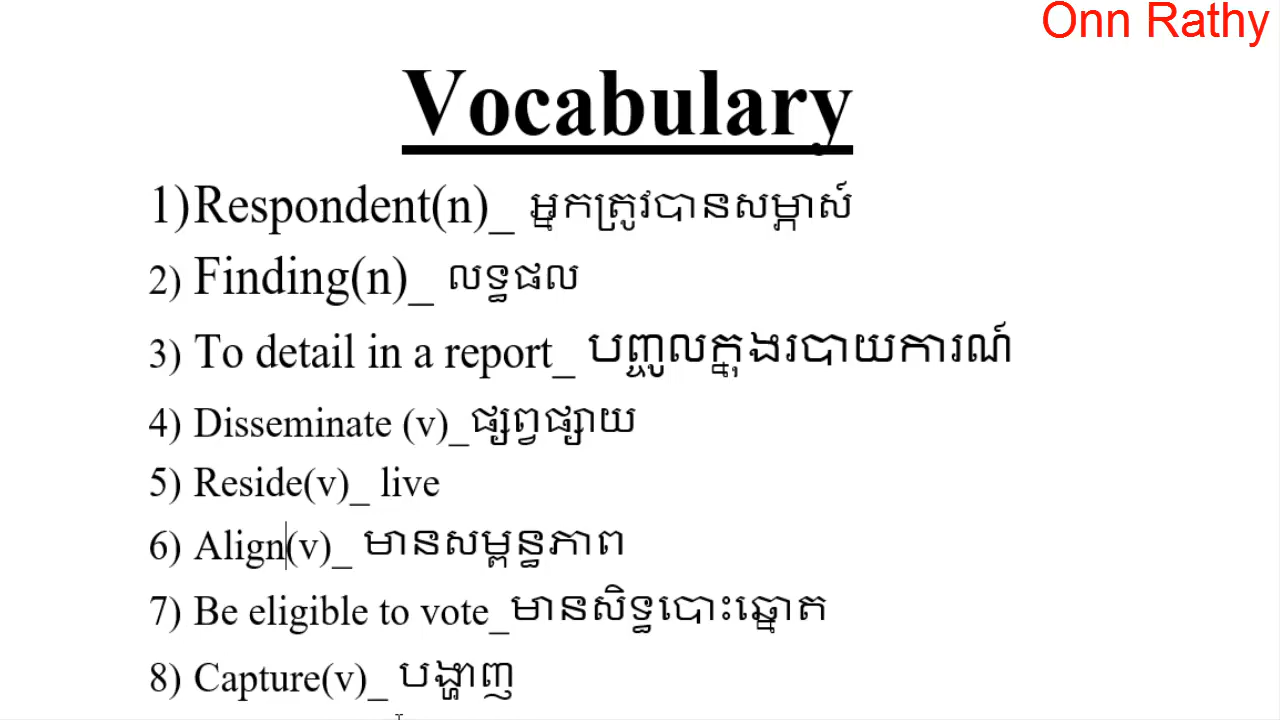 Onn Rathy
Vocabulary
1)Respondent(n)_ អ្នកត្រូវបានសម្ភាស៍
2) Finding(n)_ លទ្ធផល
3) To detail in a report_ បញ្ចូលក្នុងរបាយការណ៍
4) Disseminate (v)_ផ្សព្វផ្សាយ
5) Reside(v)_ live
6) Align(v)_ មានសម្ពន្ធភាព
7) Be eligible to vote_មានសិទ្ធបោះឆ្នោត
8) Capture(v)_ បង្ហាញ